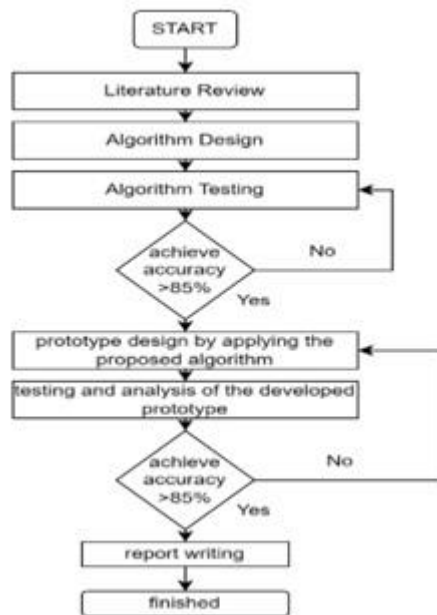 START
Literature Review
Algorithm Design
Algorithm Testing
achieve
accuracy
>85%
No
Yes
prototype design by applying the
proposed algorithm
testing and analysis of the developed
prototype
achieve
accuracy
>85%
No
Yes
report writing
finished